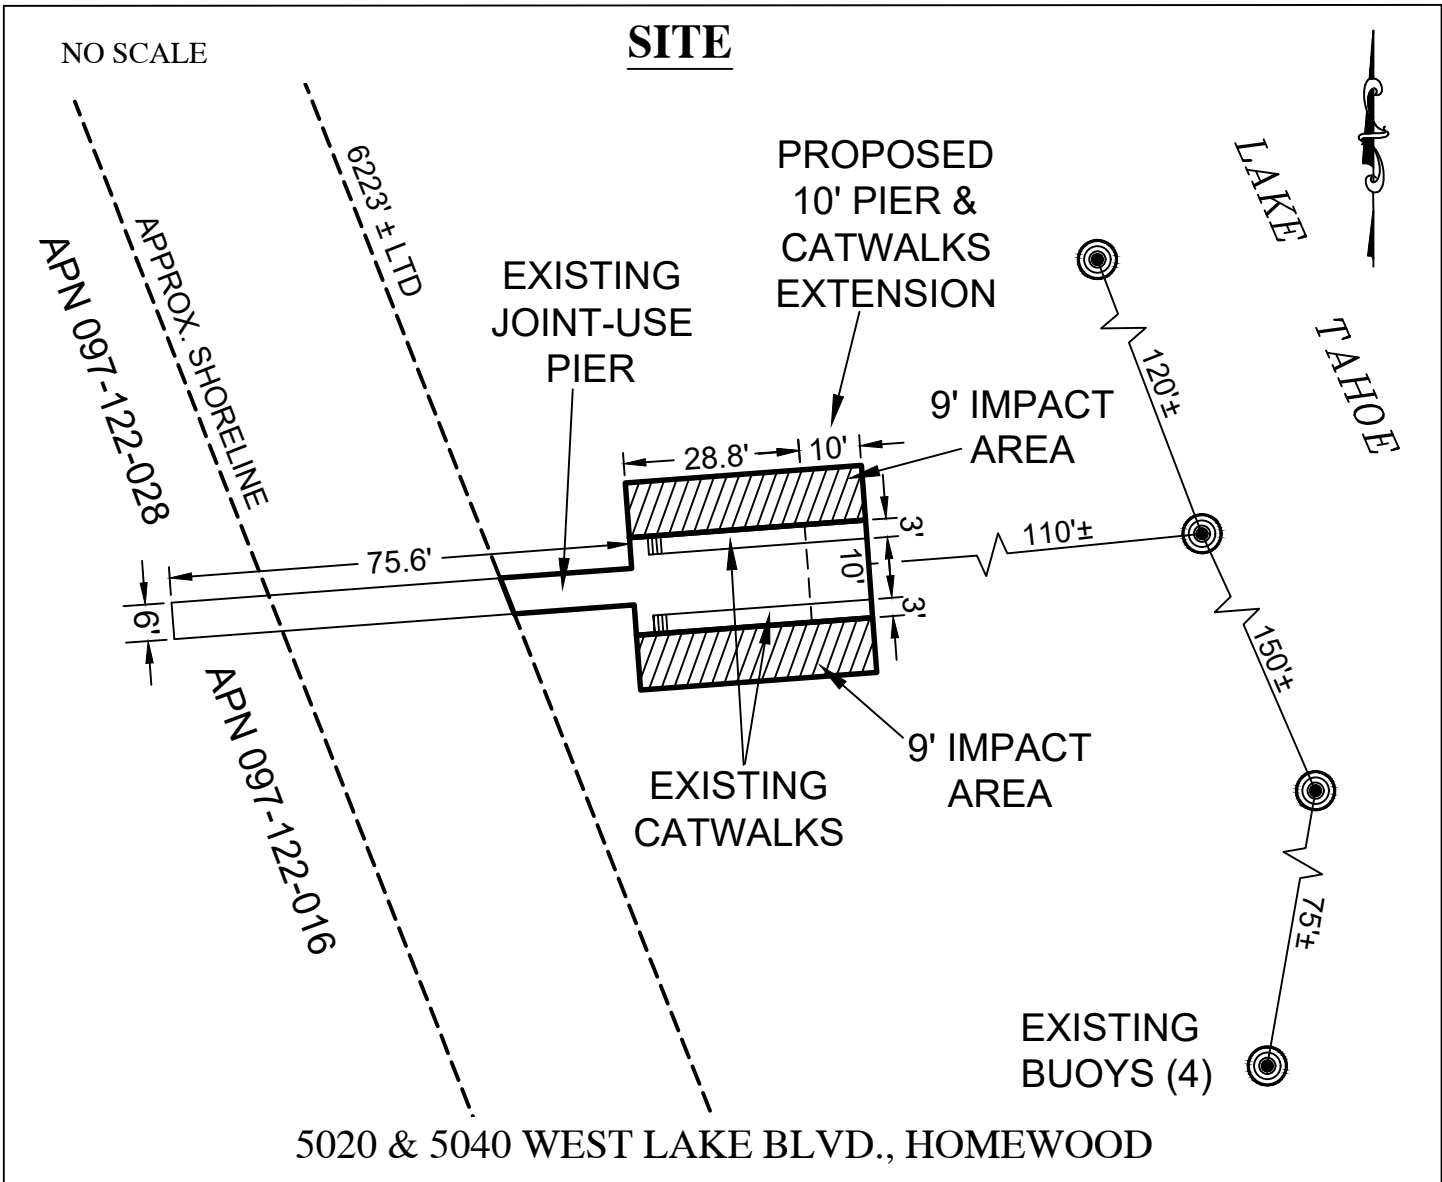 NO SCALE
SITE
PROPOSED
10' PIER &
CATWALKS
EXTENSION
LAKE
TAHOE
6223' ± LTD
APPROX. SHORELINE
APN 097-122-028
EXISTING
JOINT-USE
PIER
120'±
9' IMPACT
AREA
28.8'
10'
3'
10'
3'
110'±
75.6'
6'
150'±
APN 097-122-016
9' IMPACT
AREA
EXISTING
CATWALKS
75'±
EXISTING
BUOYS (4)
5020 & 5040 WEST LAKE BLVD., HOMEWOOD